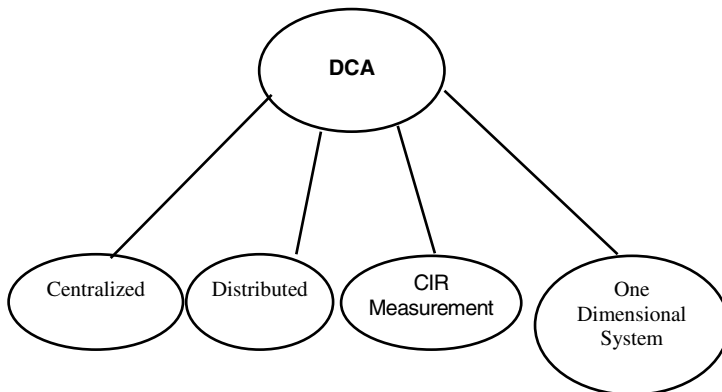 DCA
Centralized
Distributed
CIR
Measurement
One
Dimensional
System